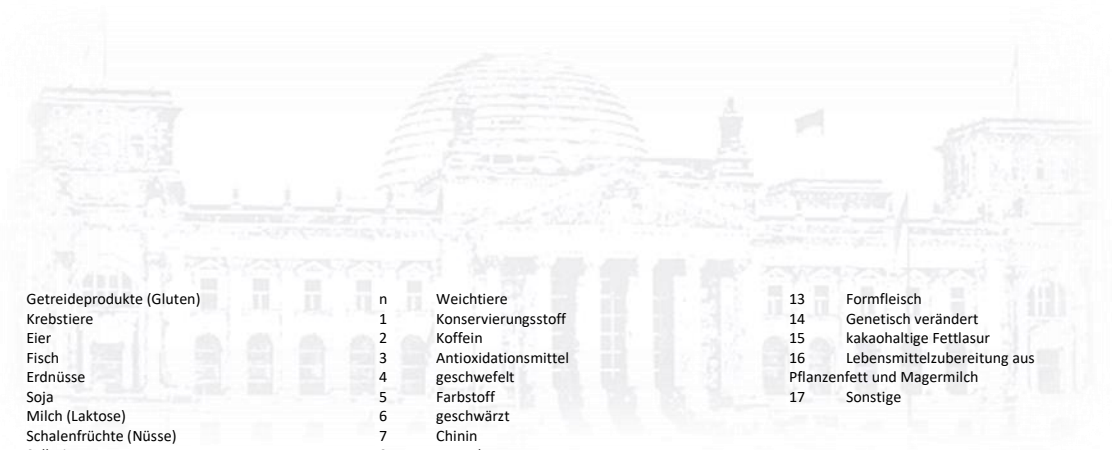 Getreideprodukte (Gluten)
Krebstiere
Eier
Fisch
Erdnüsse
Soja
Milch (Laktose)
Schalenfrüchte (Nüsse)
n Weichtiere
1 Konservierungsstoff
2 Koffein
3 Antioxidationsmittel
4 geschwefelt
5 Farbstoff
6 geschwärzt
7 Chinin
13 Formfleisch
14 Genetisch verändert
15 kakaohaltige Fettlasur
16 Lebensmittelzubereitung aus
Pflanzenfett und Magermilch
17 Sonstige